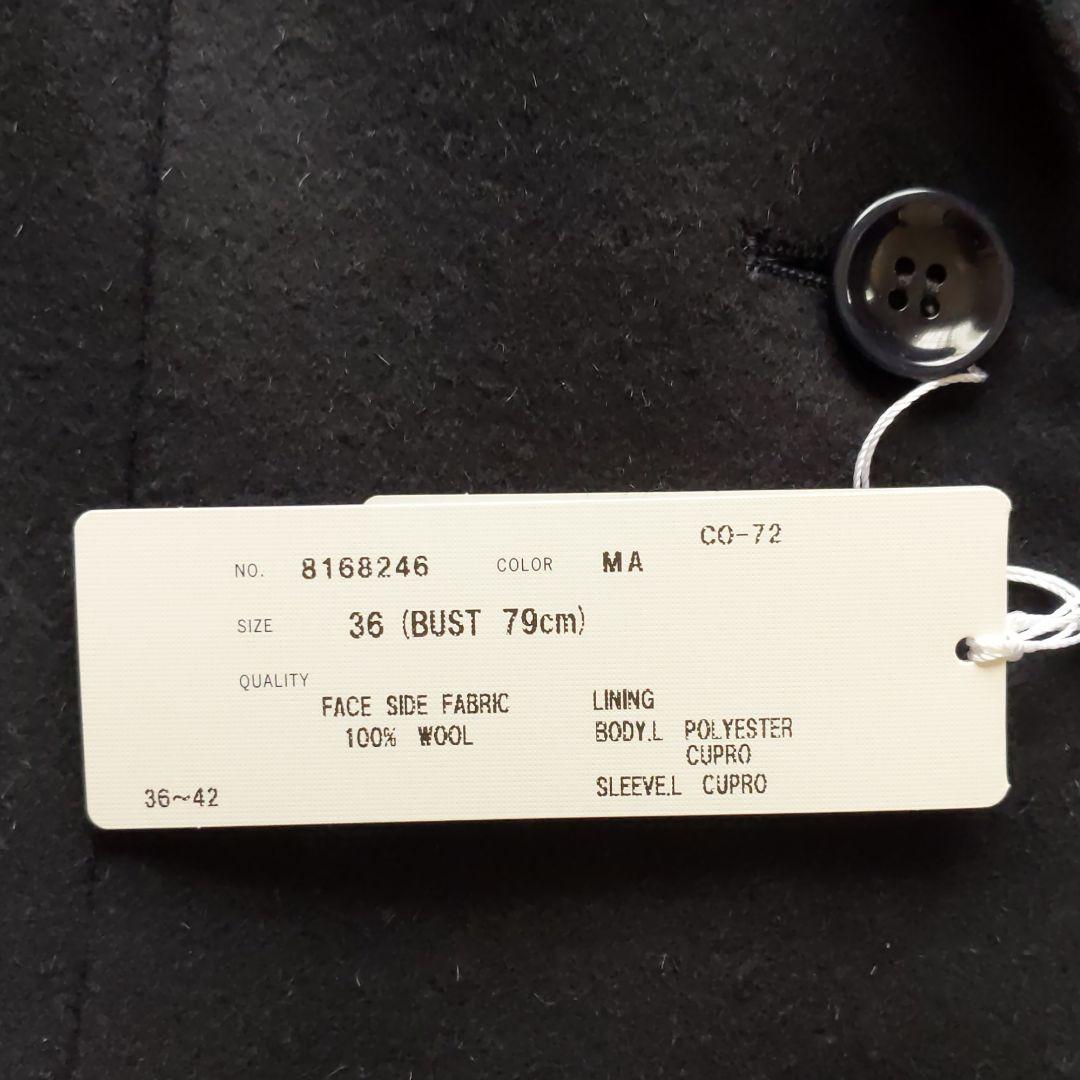 CO-72
NO. 8168246 COLOR MA
SIZE 36 (BUST 79cm)
QUALITY
FACE SIDE FABRIC
100% WOOL
LINING
BODY.L POLYESTER
CUPRO
SLEEVE.L CUPRO
36~42